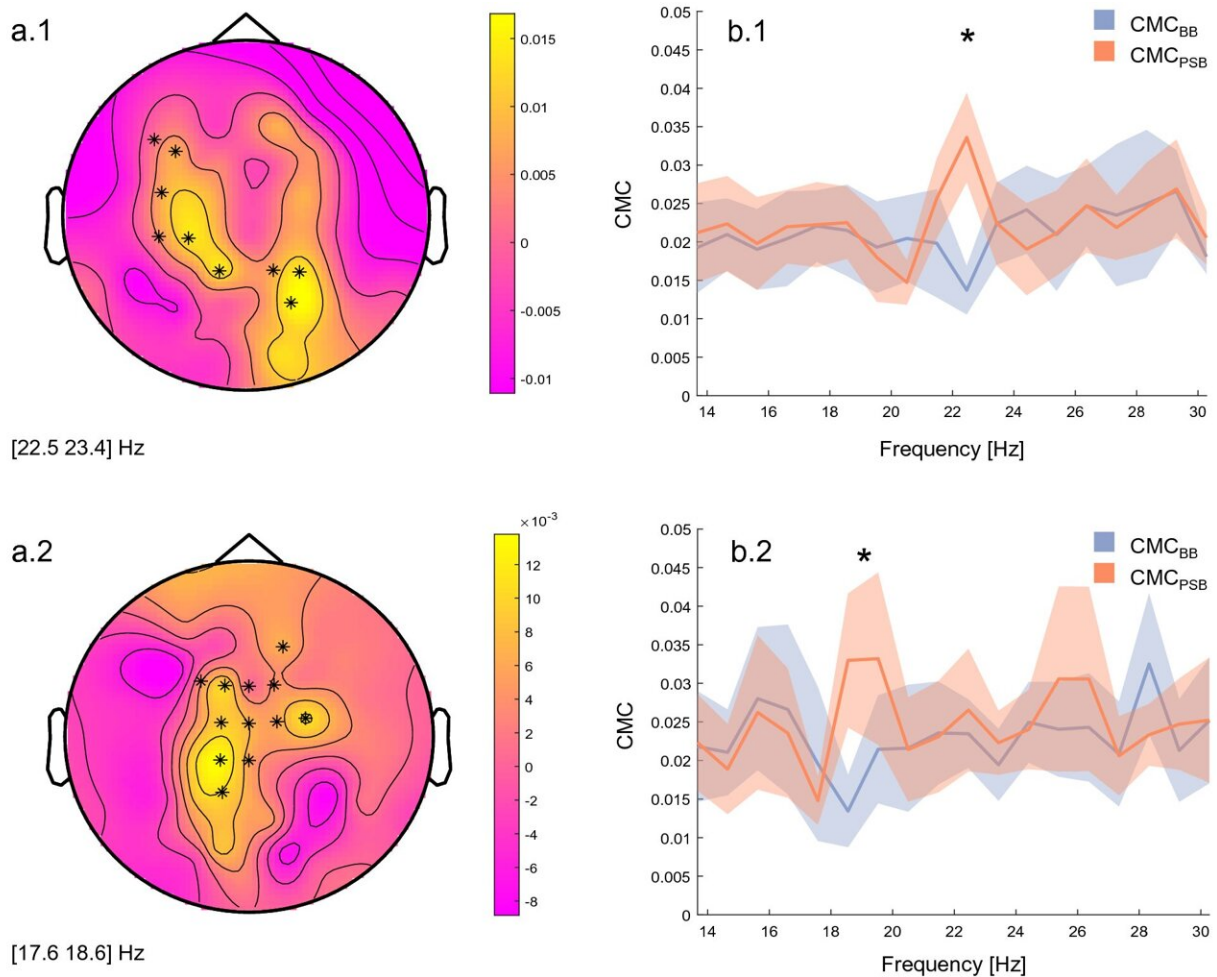 a.1
0.015
0.01
0.005
0
-0.005
-0.01
[22.5 23.4] Hz
b.1
CMC_BB
CMC_PSB
*
0.05
0.045
0.04
0.035
0.03
0.025
0.02
0.015
0.01
0.005
0
CMC
14 16 18 20 22 24 26 28 30
Frequency [Hz]
a.2
×10^-3
12
10
8
6
4
2
0
-2
-4
-6
-8
[17.6 18.6] Hz
b.2
CMC_BB
CMC_PSB
*
0.05
0.045
0.04
0.035
0.03
0.025
0.02
0.015
0.01
0.005
0
CMC
14 16 18 20 22 24 26 28 30
Frequency [Hz]